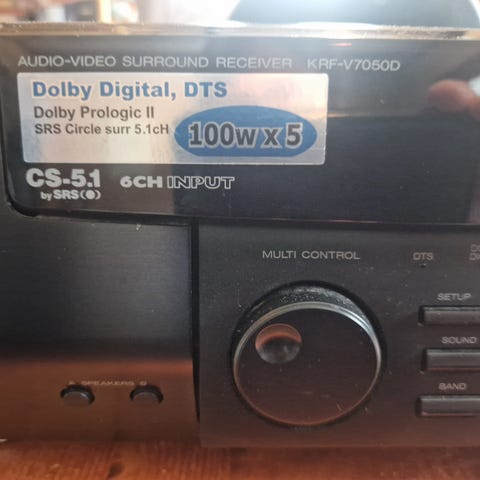 AUDIO-VIDEO SURROUND RECEIVER KRF-V7050D
Dolby Digital, DTS
Dolby Prologic II
SRS Circle surr 5.1cH
100w x 5
CS-5.1
by SRS
6CH INPUT
MULTI CONTROL
DTS
SETUP
SOUND
BAND
A SPEAKERS B